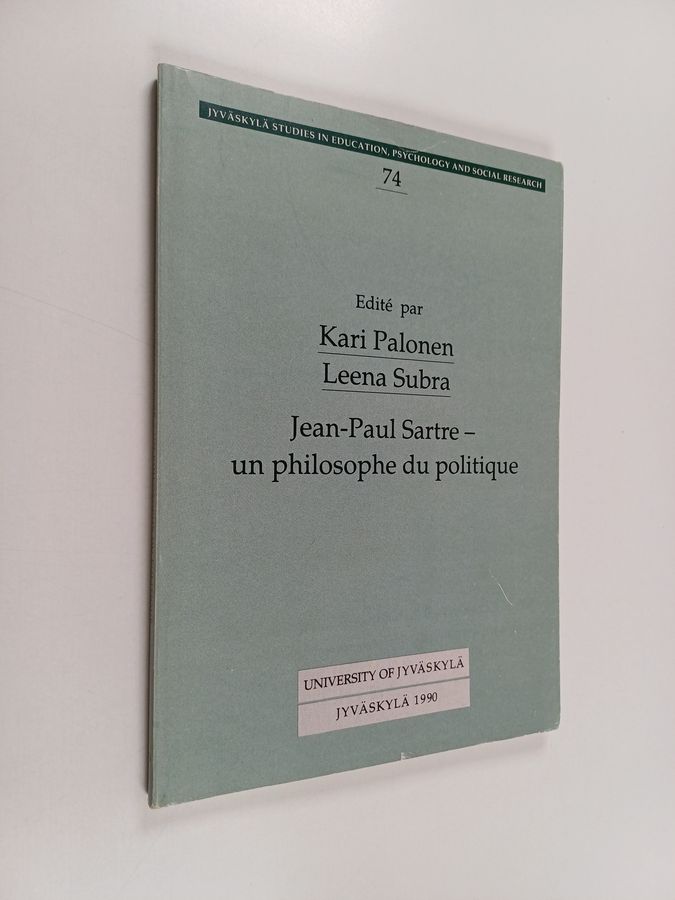 JYVÄSKYLÄ STUDIES IN EDUCATION, PSYCHOLOGY AND SOCIAL RESEARCH
74
Edité par
Kari Palonen
Leena Subra
Jean-Paul Sartre –
un philosophe du politique
UNIVERSITY OF JYVÄSKYLÄ
JYVÄSKYLÄ 1990